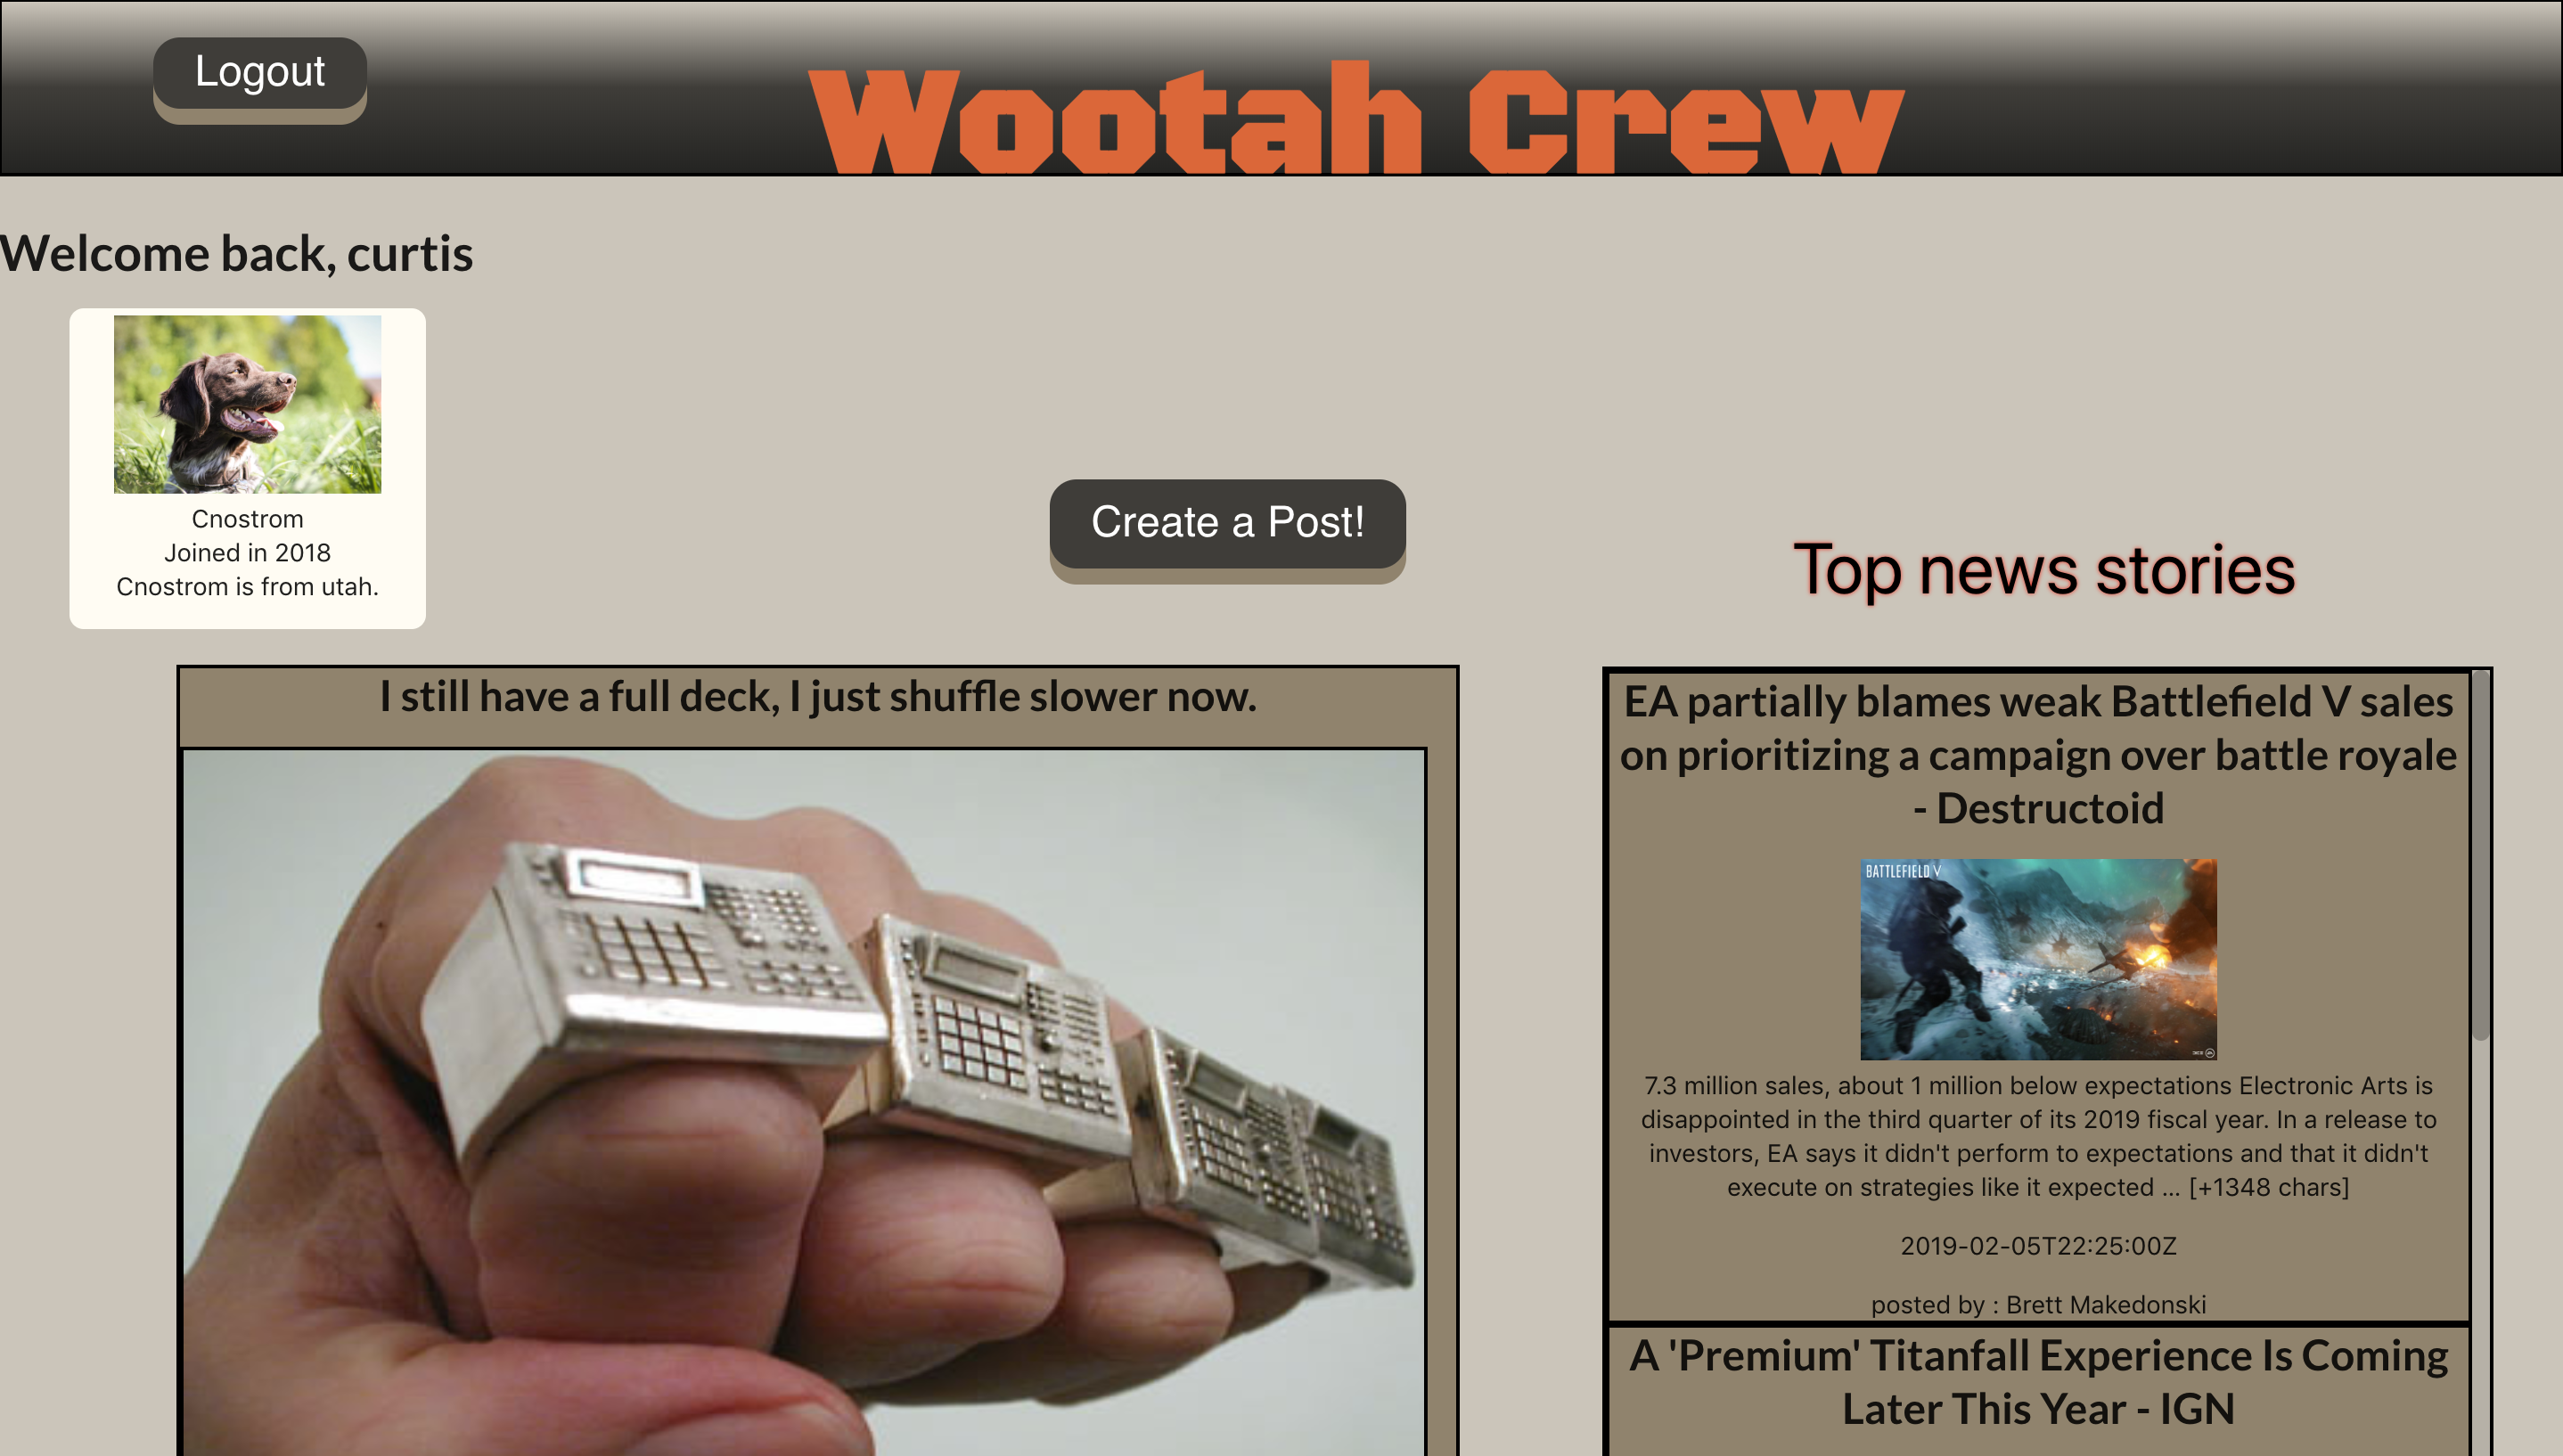 Logout
Wootah Crew
Welcome back, curtis
Cnostrom
Joined in 2018
Cnostrom is from utah.
Create a Post!
Top news stories
I still have a full deck, I just shuffle slower now.
EA partially blames weak Battlefield V sales
on prioritizing a campaign over battle royale
- Destructoid
BATTLEFIELD V
7.3 million sales, about 1 million below expectations Electronic Arts is
disappointed in the third quarter of its 2019 fiscal year. In a release to
investors, EA says it didn't perform to expectations and that it didn't
execute on strategies like it expected … [+1348 chars]
2019-02-05T22:25:00Z
posted by : Brett Makedonski
A 'Premium' Titanfall Experience Is Coming
Later This Year - IGN